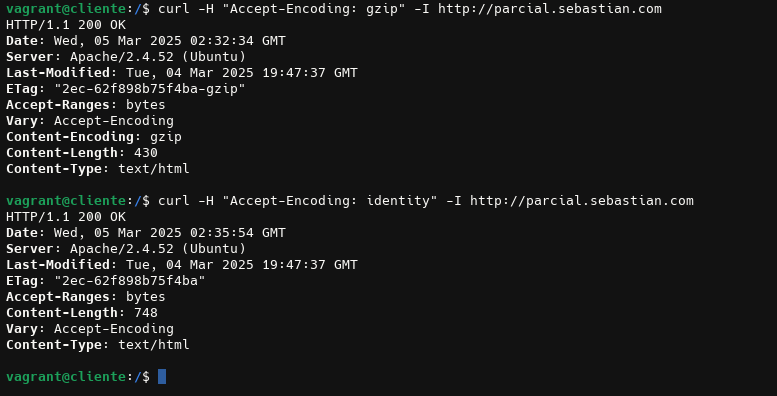 vagrant@cliente:/$ curl -H "Accept-Encoding: gzip" -I http://parcial.sebastian.com
HTTP/1.1 200 OK
Date: Wed, 05 Mar 2025 02:32:34 GMT
Server: Apache/2.4.52 (Ubuntu)
Last-Modified: Tue, 04 Mar 2025 19:47:37 GMT
ETag: "2ec-62f898b75f4ba-gzip"
Accept-Ranges: bytes
Vary: Accept-Encoding
Content-Encoding: gzip
Content-Length: 430
Content-Type: text/html

vagrant@cliente:/$ curl -H "Accept-Encoding: identity" -I http://parcial.sebastian.com
HTTP/1.1 200 OK
Date: Wed, 05 Mar 2025 02:35:54 GMT
Server: Apache/2.4.52 (Ubuntu)
Last-Modified: Tue, 04 Mar 2025 19:47:37 GMT
ETag: "2ec-62f898b75f4ba"
Accept-Ranges: bytes
Content-Length: 748
Vary: Accept-Encoding
Content-Type: text/html

vagrant@cliente:/$